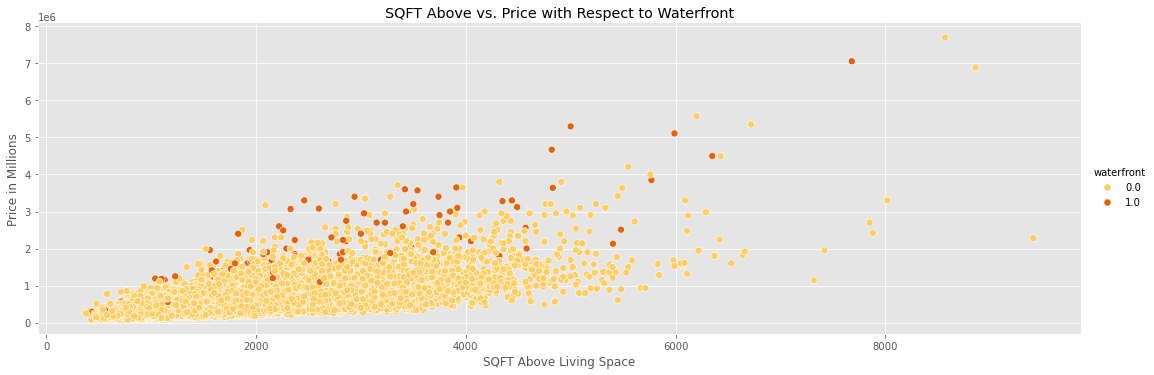 SQFT Above vs. Price with Respect to Waterfront
1e6
8
7
6
5
4
3
2
1
0
Price in Millions
0 2000 4000 6000 8000
SQFT Above Living Space
waterfront
0.0
1.0